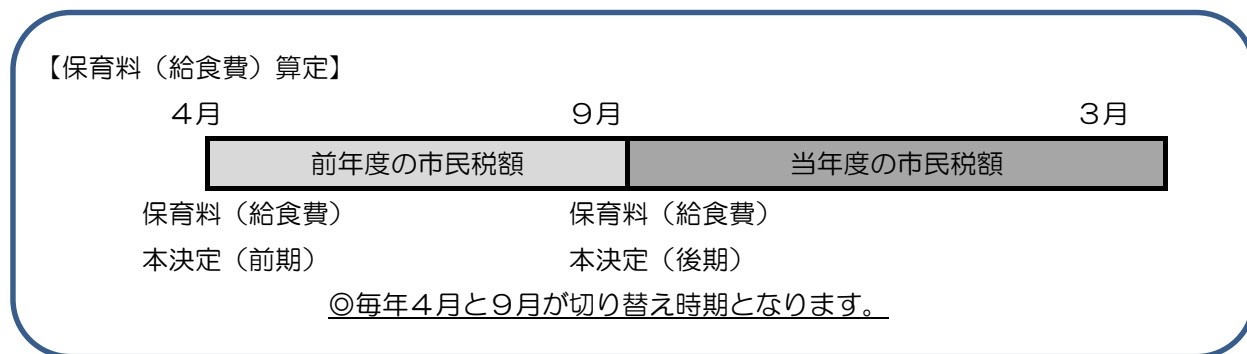 【保育料（給食費）算定】
４月 ９月 ３月
前年度の市民税額 当年度の市民税額
保育料（給食費） 保育料（給食費）
本決定（前期） 本決定（後期）
◎毎年４月と９月が切り替え時期となります。